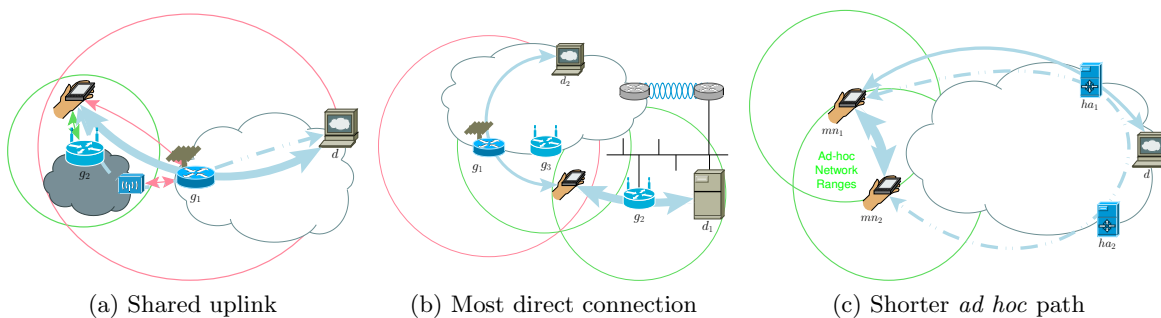 g₂
g₁
d
(a) Shared uplink
d₂
g₁
g₃
g₂
d₁
(b) Most direct connection
mn₁
ha₁
Ad-hoc
Network
Ranges
d
mn₂
ha₂
(c) Shorter ad hoc path